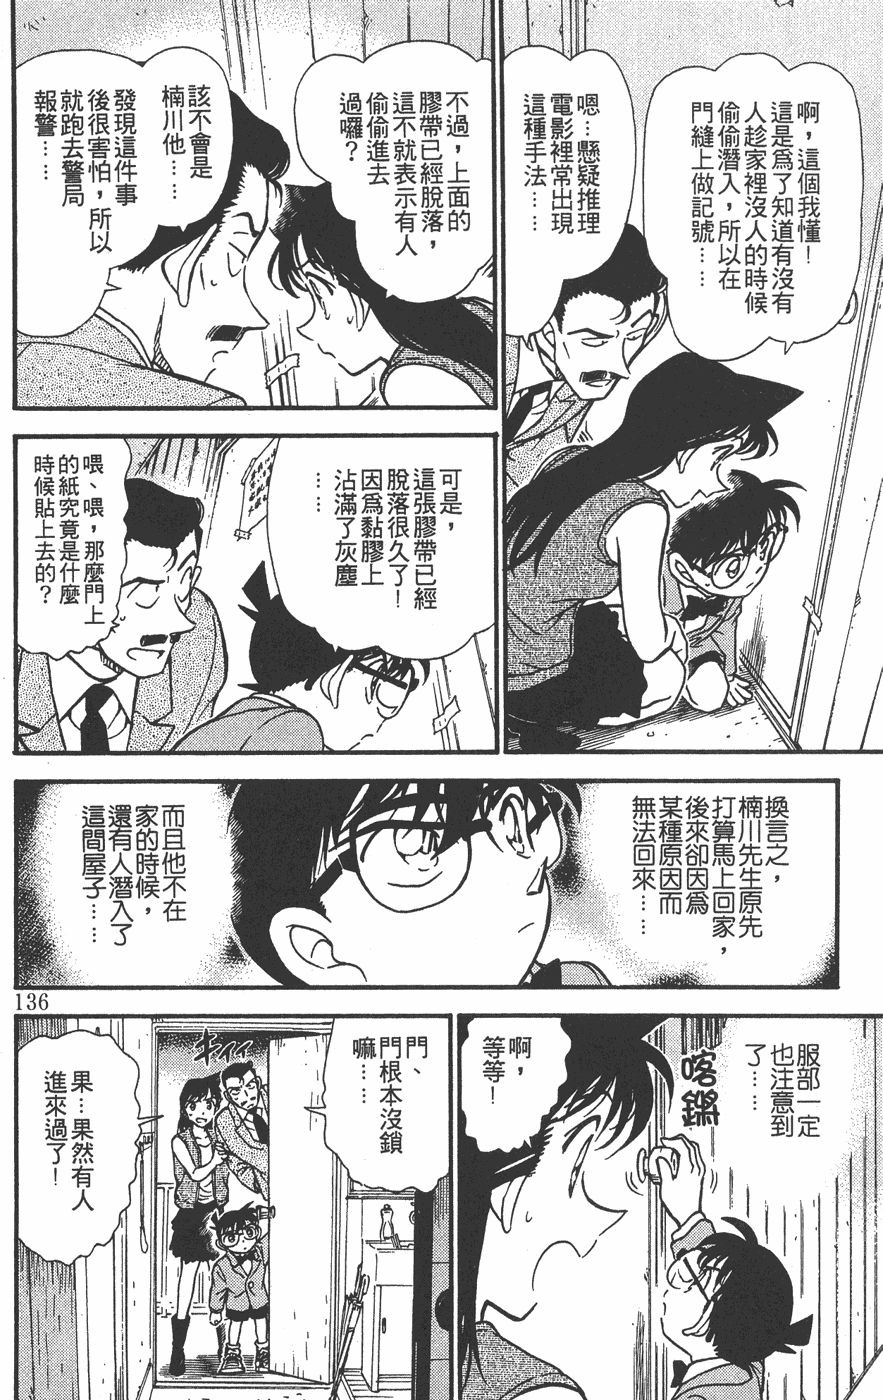 啊，這個我懂！
這是為了知道有沒有
人趁家裡沒人的時候
偷偷潛入，所以在
門縫上做記號……
嗯…懸疑推理
電影裡常出現
這種手法……
不過，上面的
膠帶已經脫落，
這不就表示有人
偷偷進去
過囉？
該不會是
楠川他……
發現這件事
後很害怕，所以
就跑去警局
報警……
可是，
這張膠帶已經
脫落很久了！
因為黏膠上
沾滿了灰塵
……
喂、喂，那麼門上
的紙究竟是什麼
時候貼上去的？
換言之，
楠川先生原先
打算馬上回家，
後來卻因為
某種原因而
無法回來……
而且他不在
家的時候，
還有人潛入了
這間屋子……
136
服部一定
也注意到
了……
喀鏘
啊，
等等！
門、
門根本沒鎖
嘛……
キィィ
果…果然有人
進來過了！